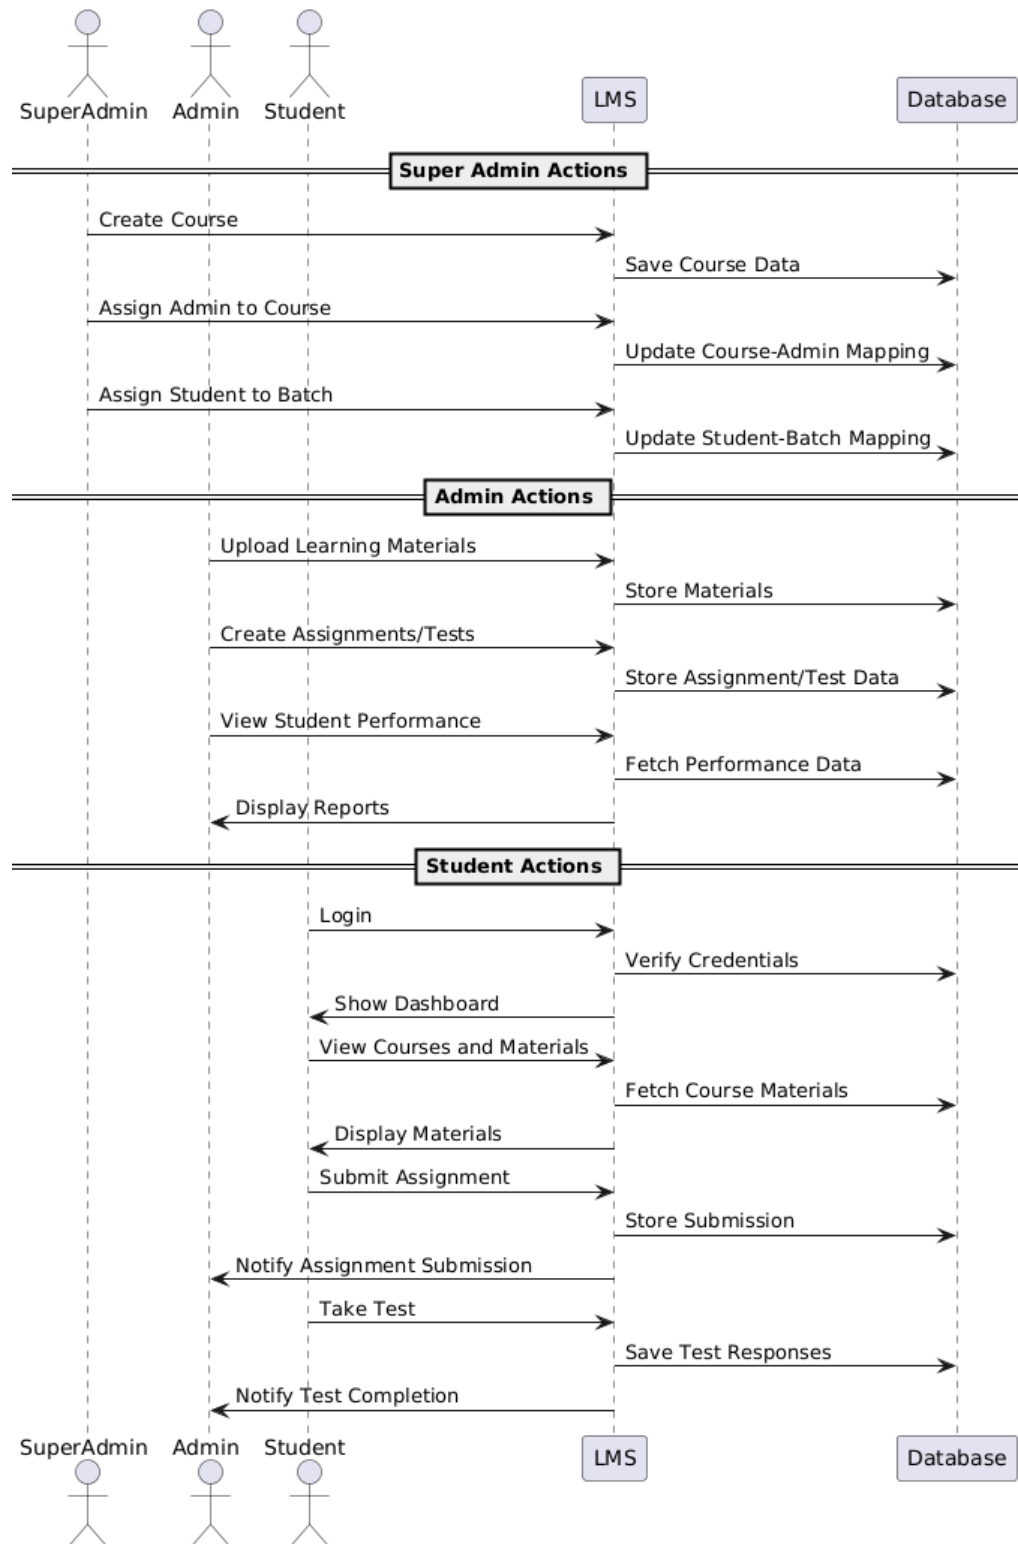 SuperAdmin Admin Student LMS Database
Super Admin Actions
Create Course
Save Course Data
Assign Admin to Course
Update Course-Admin Mapping
Assign Student to Batch
Update Student-Batch Mapping
Admin Actions
Upload Learning Materials
Store Materials
Create Assignments/Tests
Store Assignment/Test Data
View Student Performance
Fetch Performance Data
Display Reports
Student Actions
Login
Verify Credentials
Show Dashboard
View Courses and Materials
Fetch Course Materials
Display Materials
Submit Assignment
Store Submission
Notify Assignment Submission
Take Test
Save Test Responses
Notify Test Completion
SuperAdmin Admin Student LMS Database